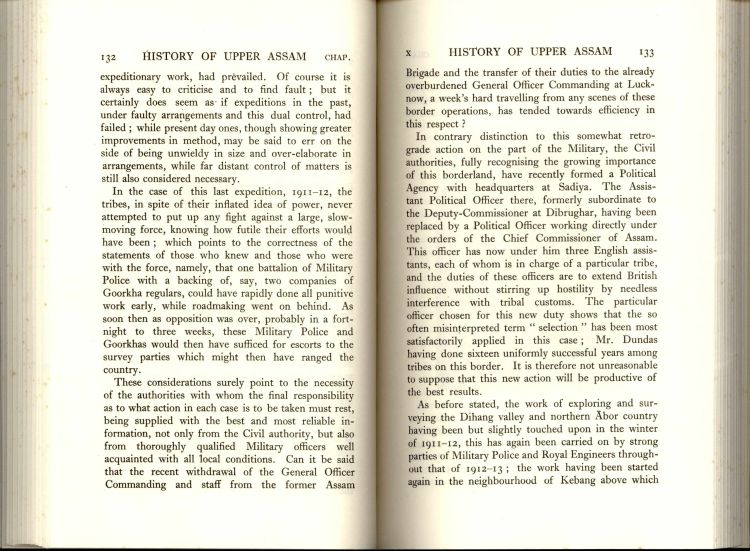 132 HISTORY OF UPPER ASSAM CHAP.
expeditionary work, had prevailed. Of course it is
always easy to criticise and to find fault; but it
certainly does seem as if expeditions in the past,
under faulty arrangements and this dual control, had
failed; while present day ones, though showing greater
improvements in method, may be said to err on the
side of being unwieldy in size and over-elaborate in
arrangements, while far distant control of matters is
still also considered necessary.
In the case of this last expedition, 1911-12, the
tribes, in spite of their inflated idea of power, never
attempted to put up any fight against a large, slow-
moving force, knowing how futile their efforts would
have been; which points to the correctness of the
statements of those who knew and those who were
with the force, namely, that one battalion of Military
Police with a backing of, say, two companies of
Goorkha regulars, could have rapidly done all punitive
work early, while roadmaking went on behind. As
soon then as opposition was over, probably in a fort-
night to three weeks, these Military Police and
Goorkhas would then have sufficed for escorts to the
survey parties which might then have ranged the
country.
These considerations surely point to the necessity
of the authorities with whom the final responsibility
as to what action in each case is to be taken must rest,
being supplied with the best and most reliable in-
formation, not only from the Civil authority, but also
from thoroughly qualified Military officers well
acquainted with all local conditions. Can it be said
that the recent withdrawal of the General Officer
Commanding and staff from the former Assam
X HISTORY OF UPPER ASSAM 133
Brigade and the transfer of their duties to the already
overburdened General Officer Commanding at Luck-
now, a week's hard travelling from any scenes of these
border operations, has tended towards efficiency in
this respect?
In contrary distinction to this somewhat retro-
grade action on the part of the Military, the Civil
authorities, fully recognising the growing importance
of this borderland, have recently formed a Political
Agency with headquarters at Sadiya. The Assis-
tant Political Officer there, formerly subordinate to
the Deputy-Commissioner at Dibrughar, having been
replaced by a Political Officer working directly under
the orders of the Chief Commissioner of Assam.
This officer has now under him three English assis-
tants, each of whom is in charge of a particular tribe,
and the duties of these officers are to extend British
influence without stirring up hostility by needless
interference with tribal customs. The particular
officer chosen for this new duty shows that the so
often misinterpreted term "selection" has been most
satisfactorily applied in this case; Mr. Dundas
having done sixteen uniformly successful years among
tribes on this border. It is therefore not unreasonable
to suppose that this new action will be productive of
the best results.
As before stated, the work of exploring and sur-
veying the Dihang valley and northern Abor country
having been but slightly touched upon in the winter
of 1911-12, this has again been carried on by strong
parties of Military Police and Royal Engineers through-
out that of 1912-13; the work having been started
again in the neighbourhood of Kebang above which